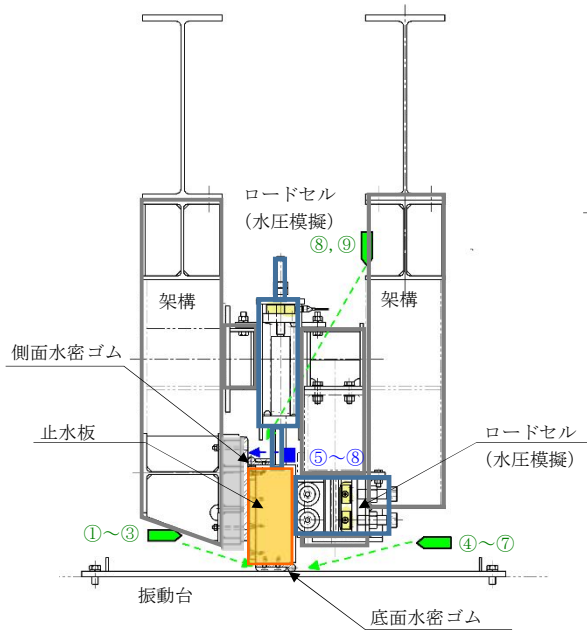 ロードセル
(水圧模擬)
⑧,⑨
架構
架構
側面水密ゴム
止水板
⑤～⑧
ロードセル
(水圧模擬)
①～③
④～⑦
振動台
底面水密ゴム